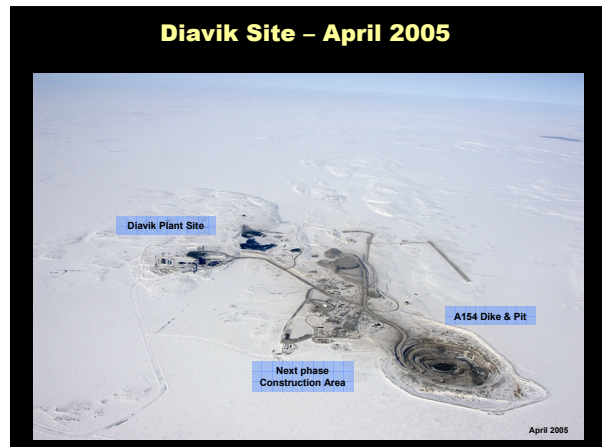 Diavik Site – April 2005
Diavik Plant Site
A154 Dike & Pit
Next phase
Construction Area
April 2005